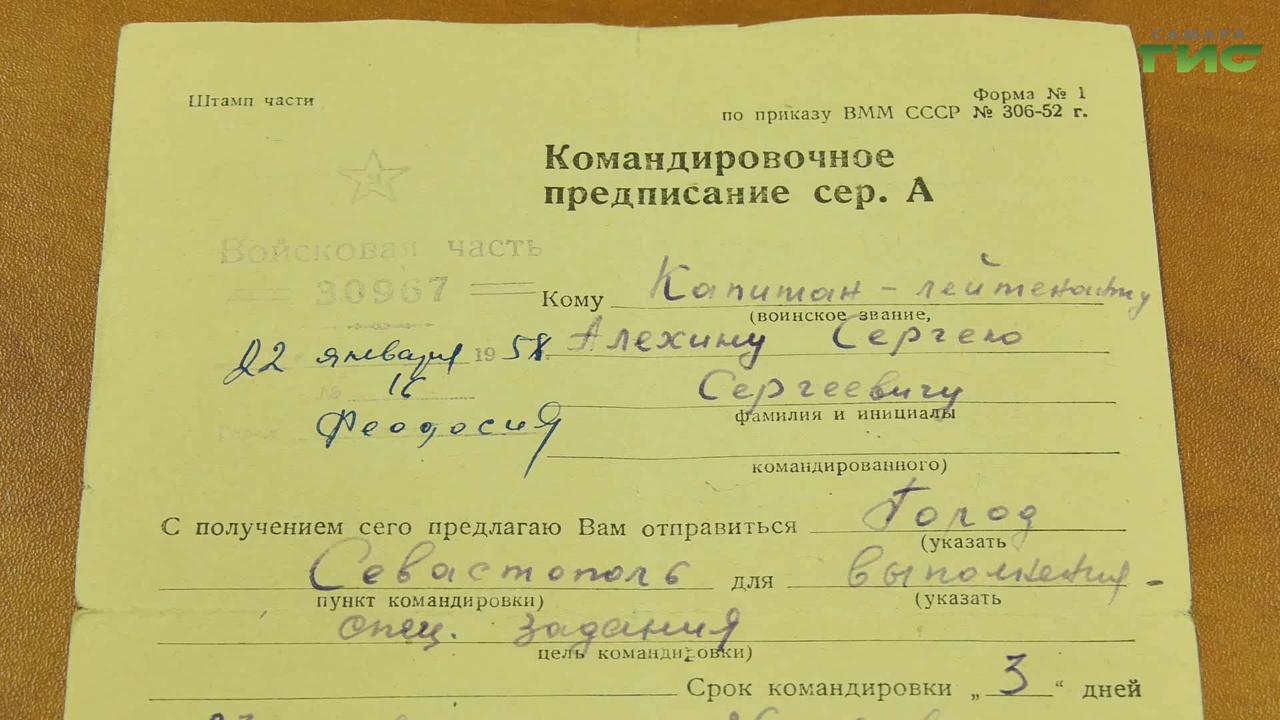 САМАРА
ГИС
Штамп части
Форма № 1
по приказу ВММ СССР № 306-52 г.
Командировочное
предписание сер. А
Войсковая часть
30967
Кому Капитан-лейтенанту
(воинское звание,
22 января 1958.
Алехину Сергею
№ 16
Сергеевичу
фамилия и инициалы
Феодосия
командированного)
С получением сего предлагаю Вам отправиться Город
(указать
Севастополь для выполнения
пункт командировки) (указать
спец. задания
цель командировки)
Срок командировки „3“ дней